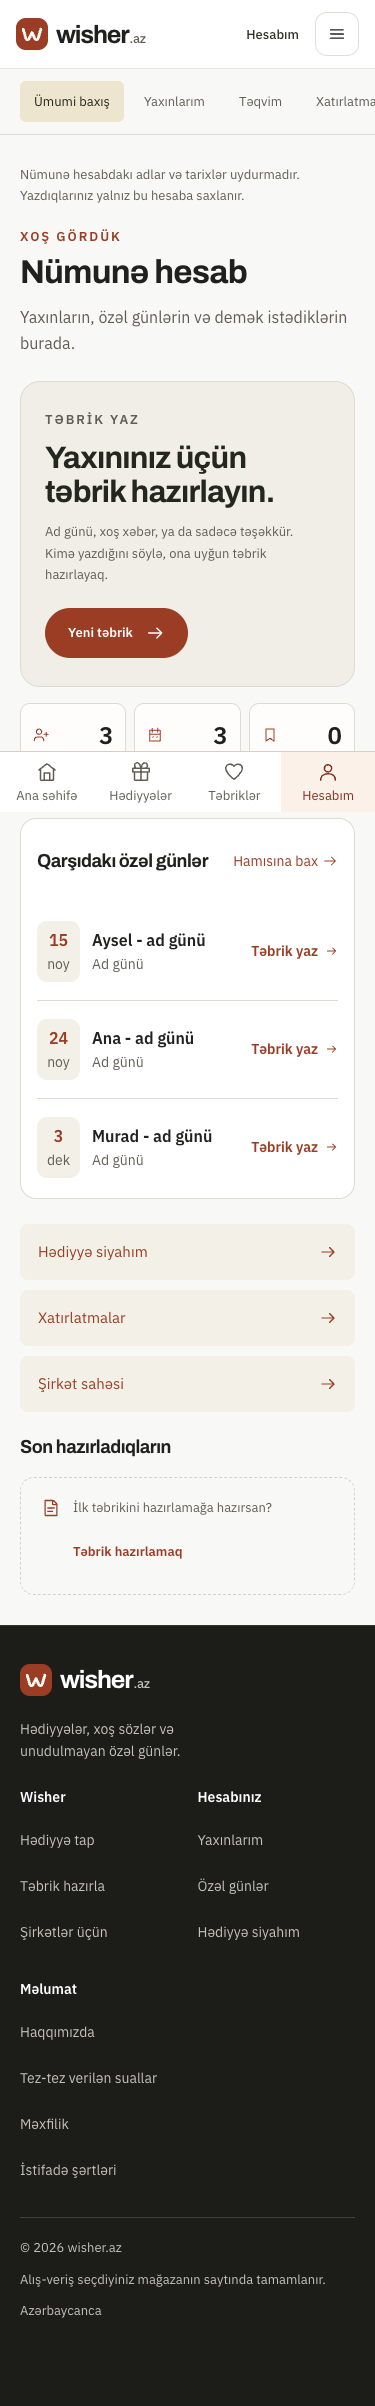 wisher.az
Hesabım
Ümumi baxış
Yaxınlarım
Təqvim
Xatırlatma
Nümunə hesabdakı adlar və tarixlər uydurmadır.
Yazdıqlarınız yalnız bu hesaba saxlanır.
XOŞ GÖRDÜK
Nümunə hesab
Yaxınların, özəl günlərin və demək istədiklərin
burada.
TƏBRİK YAZ
Yaxınınız üçün
təbrik hazırlayın.
Ad günü, xoş xəbər, ya da sadəcə təşəkkür.
Kimə yazdığını söylə, ona uyğun təbrik
hazırlayaq.
Yeni təbrik
3
3
0
Ana səhifə
Hədiyyələr
Təbriklər
Hesabım
Qarşıdakı özəl günlər
Hamısına bax
15
noy
Aysel - ad günü
Ad günü
Təbrik yaz
24
noy
Ana - ad günü
Ad günü
Təbrik yaz
3
dek
Murad - ad günü
Ad günü
Təbrik yaz
Hədiyyə siyahım
Xatırlatmalar
Şirkət sahəsi
Son hazırladıqların
İlk təbrikini hazırlamağa hazırsan?
Təbrik hazırlamaq
wisher.az
Hədiyyələr, xoş sözlər və
unudulmayan özəl günlər.
Wisher
Hesabınız
Hədiyyə tap
Yaxınlarım
Təbrik hazırla
Özəl günlər
Şirkətlər üçün
Hədiyyə siyahım
Məlumat
Haqqımızda
Tez-tez verilən suallar
Məxfilik
İstifadə şərtləri
© 2026 wisher.az
Alış-veriş seçdiyiniz mağazanın saytında tamamlanır.
Azərbaycanca